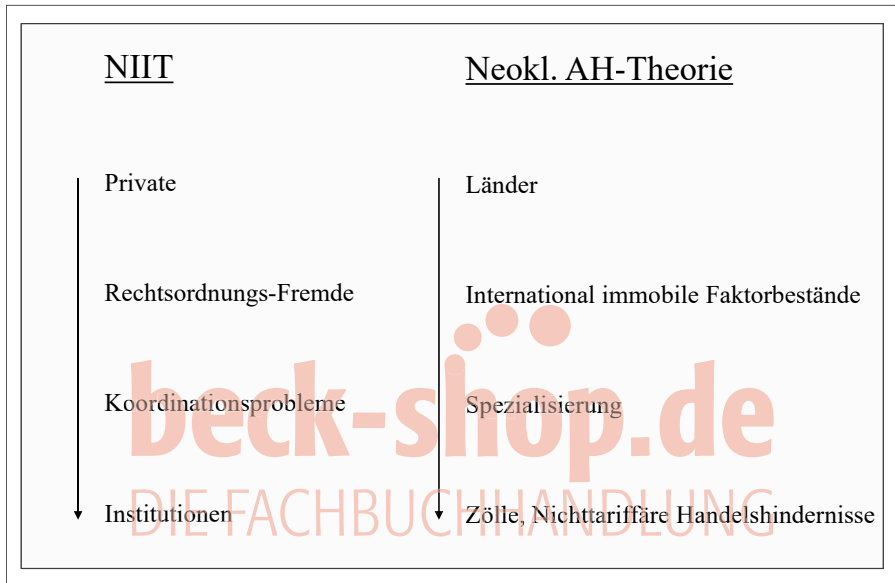 NIIT
Neokl. AH-Theorie
Private
Länder
Rechtsordnungs-Fremde
International immobile Faktorbestände
Koordinationsprobleme
Spezialisierung
Institutionen
Zölle, Nichttariffäre Handelshindernisse
beck-shop.de
DIE FACHBUCHHANDLUNG